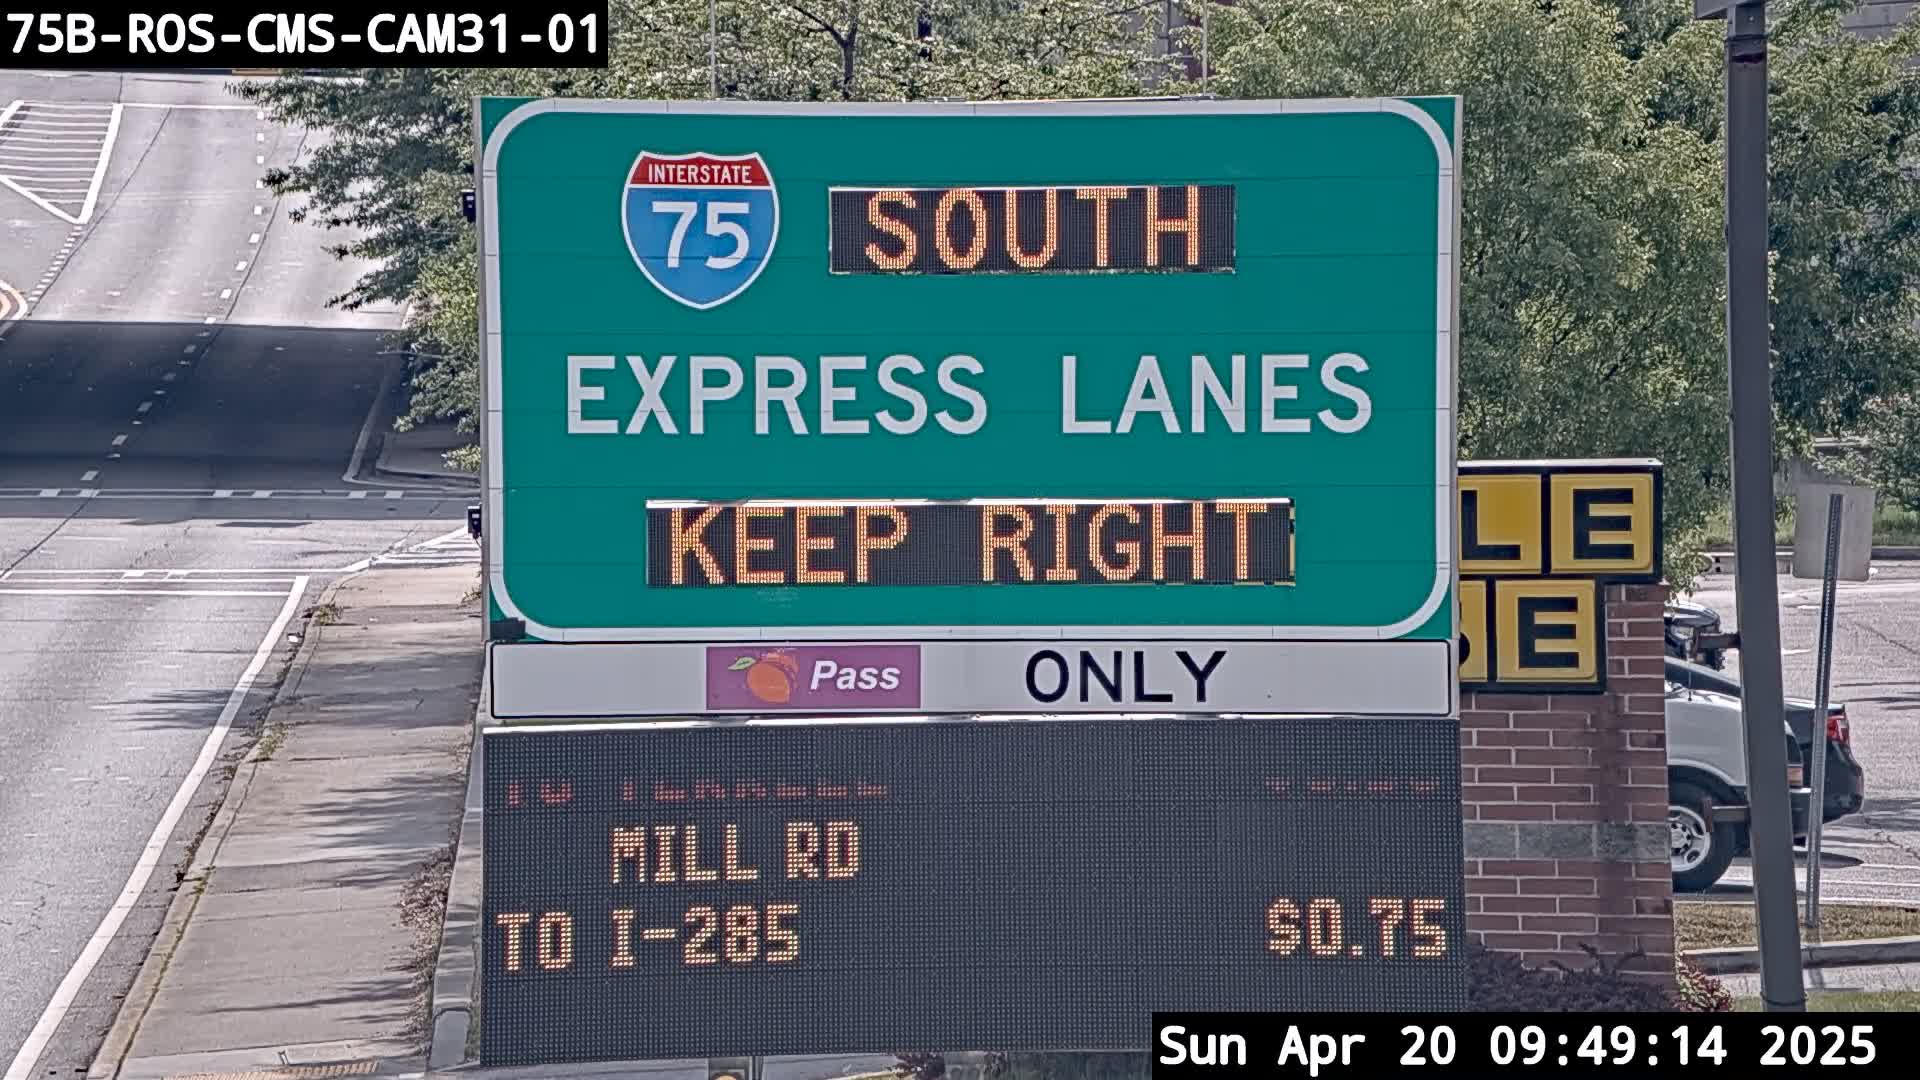 75B-ROS-CMS-CAM31-01
INTERSTATE
75
SOUTH
EXPRESS LANES
KEEP RIGHT
LE
E
Pass ONLY
MILL RD
TO I-285 $0.75
Sun Apr 20 09:49:14 2025